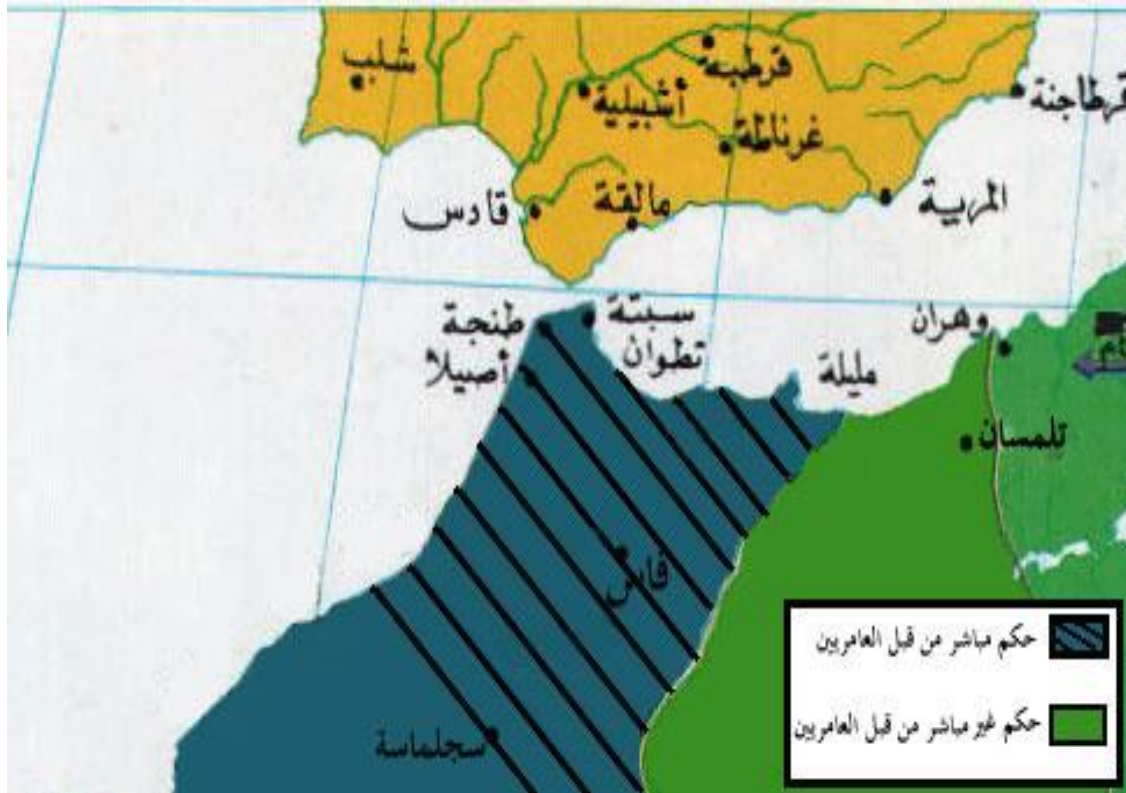 شلب
قرطبة
أشبيلية
قرطاجنة
غرناطة
المرية
مالقة
قادس
سبتة
طنجة
وهران
تطوان
أصيلا
مليلة
تلمسان
فاس
سجلماسة
حكم مباشر من قبل العامريين
حكم غير مباشر من قبل العامريين